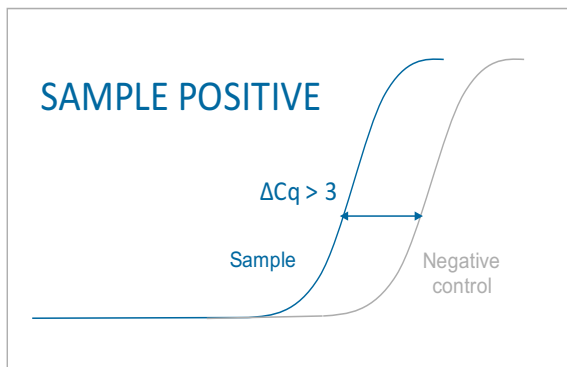 SAMPLE POSITIVE
ΔCq > 3
Sample
Negative
control